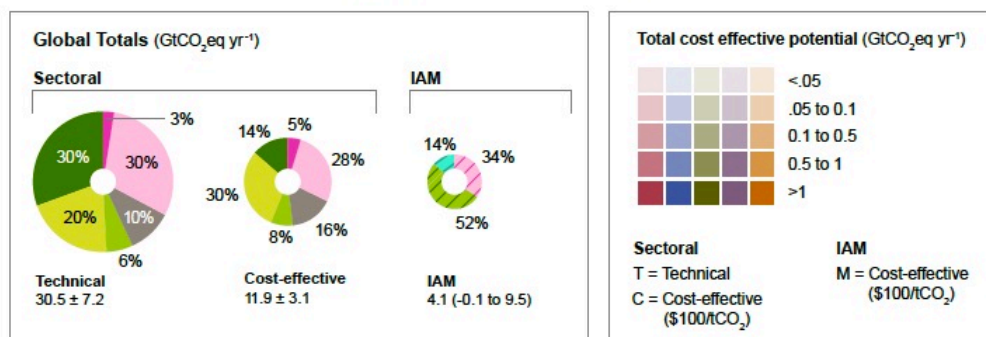 Global Totals (GtCO₂eq yr⁻¹)
Sectoral
IAM
3%
30%
30%
20%
10%
6%
5%
14%
28%
30%
16%
8%
14%
34%
52%
Technical
30.5 ± 7.2
Cost-effective
11.9 ± 3.1
IAM
4.1 (-0.1 to 9.5)
Total cost effective potential (GtCO₂eq yr⁻¹)
<.05
.05 to 0.1
0.1 to 0.5
0.5 to 1
>1
Sectoral
T = Technical
C = Cost-effective
($100/tCO₂)
IAM
M = Cost-effective
($100/tCO₂)